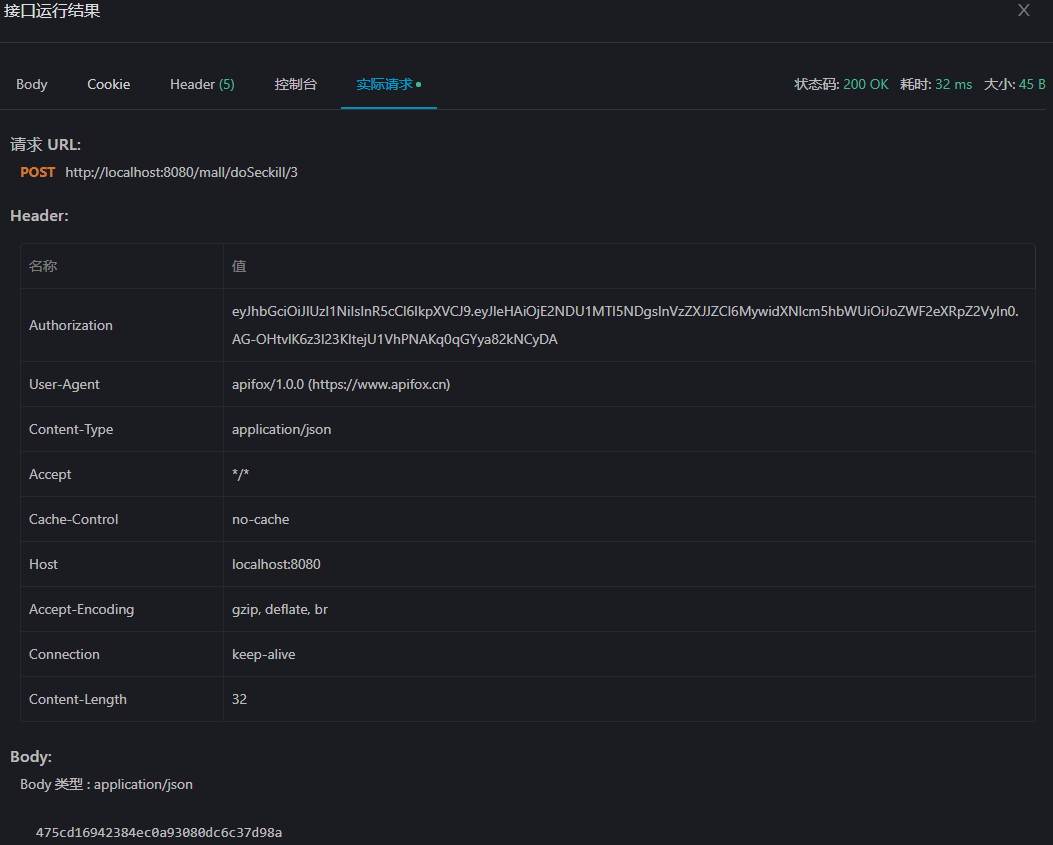 接口运行结果
X
Body Cookie Header (5) 控制台 实际请求 状态码: 200 OK 耗时: 32 ms 大小: 45 B
请求 URL:
POST http://localhost:8080/mall/doSeckill/3
Header:
名称 值
Authorization eyJhbGciOiJIUzI1NiIsInR5cCI6IkpXVCJ9.eyJleHAiOjE2NDU1MTI5NDgsInVzZXJJZCI6MywidXNlcm5hbWUiOiJoZWF2eXRpZ2VyIn0.
AG-OHtvIK6z3I23KItejU1VhPNAKq0qGYya82kNCyDA
User-Agent apifox/1.0.0 (https://www.apifox.cn)
Content-Type application/json
Accept */*
Cache-Control no-cache
Host localhost:8080
Accept-Encoding gzip, deflate, br
Connection keep-alive
Content-Length 32
Body:
Body 类型 : application/json
475cd16942384ec0a93080dc6c37d98a